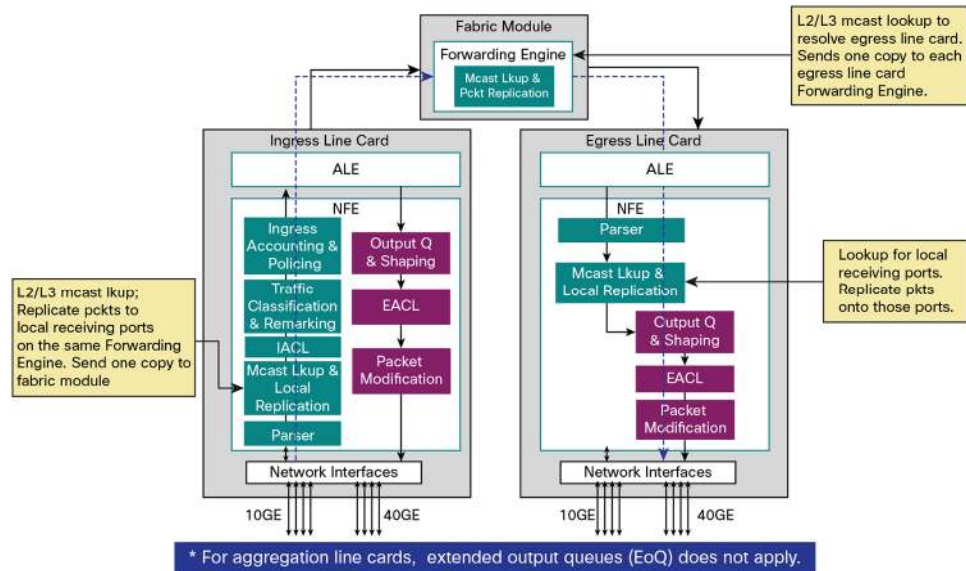 Fabric Module
Forwarding Engine
Mcast Lkup &
Pckt Replication
L2/L3 mcast lookup to
resolve egress line card.
Sends one copy to each
egress line card
Forwarding Engine.
Ingress Line Card
ALE
NFE
Ingress
Accounting &
Policing
Traffic
Classification
& Remarking
IACL
Mcast Lkup &
Local
Replication
Parser
Output Q
& Shaping
EACL
Packet
Modification
Network Interfaces
10GE
40GE
L2/L3 mcast lkup;
Replicate pckts to
local receiving ports
on the same Forwarding
Engine. Send one copy to
fabric module
Egress Line Card
ALE
NFE
Parser
Mcast Lkup &
Local Replication
Output Q
& Shaping
EACL
Packet
Modification
Network Interfaces
10GE
40GE
Lookup for local
receiving ports.
Replicate pkts
onto those ports.
* For aggregation line cards, extended output queues (EoQ) does not apply.